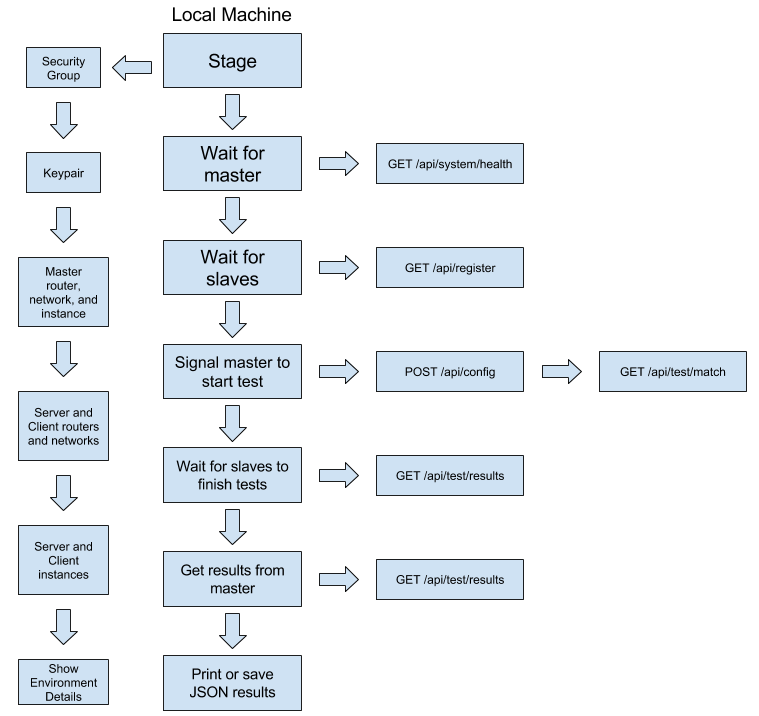 Local Machine
Stage
Security
Group
Keypair
Master
router,
network, and
instance
Server and
Client routers
and networks
Server and
Client
instances
Show
Environment
Details
Wait for
master
GET /api/system/health
Wait for
slaves
GET /api/register
Signal master to
start test
POST /api/config
GET /api/test/match
Wait for slaves to
finish tests
GET /api/test/results
Get results from
master
GET /api/test/results
Print or save
JSON results